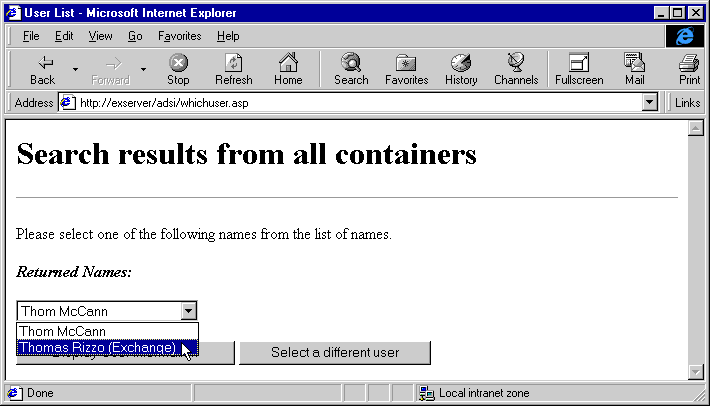 User List - Microsoft Internet Explorer
File Edit View Go Favorites Help
Back Forward Stop Refresh Home Search Favorites History Channels Fullscreen Mail Print
Address http://exserver/adsi/whichuser.asp Links
Search results from all containers
Please select one of the following names from the list of names.
Returned Names:
Thom McCann
Thom McCann
Thomas Rizzo (Exchange)
Select a different user
Done Local intranet zone